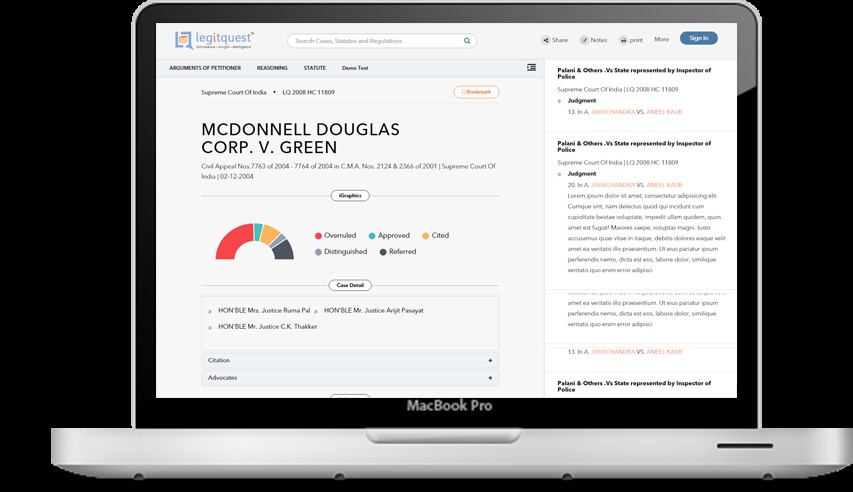 legitquest™
Informance • Insight • Intelligence
Search Cases, Statutes and Regulations
Share Notes print More Sign In
ARGUMENTS OF PETITIONER REASONING STATUTE Demo Text
Supreme Court Of India • LQ 2008 HC 11809
Bookmark
MCDONNELL DOUGLAS
CORP. V. GREEN
Civil Appeal Nos.7763 of 2004 - 7764 of 2004 in C.M.A. Nos. 2124 & 2366 of 2001 | Supreme Court Of
India | 02-12-2004
iGraphics
Overruled Approved Cited
Distinguished Referred
Case Detail
» HON'BLE Mrs. Justice Ruma Pal » HON'BLE Mr. Justice Arijit Pasayat
» HON'BLE Mr. Justice C.K. Thakker
Citation +
Advocates +
Palani & Others .Vs State represented by Inspector of
Police
Supreme Court Of India | LQ 2008 HC 11809
» Judgment
13. In A. JAYACHANDRA VS. ANEEL KAUR
Palani & Others .Vs State represented by Inspector of
Police
Supreme Court Of India | LQ 2008 HC 11809
» Judgment
20. In A. JAYACHANDRA VS. ANEEL KAUR
Lorem ipsum dolor sit amet, consectetur adipisicing elit.
Cumque sint, nam delectus quod qui incidunt cum
cupiditate beatae voluptate, impedit ullam quidem, quos
amet est fugiat! Maiores saepe, voluptas magni. Iusto
accusamus quae vitae in itaque, debitis dolores eaque velit
amet ea veritatis illo praesentium. Ut eius pariatur ipsum
perferendis nemo, dicta est eos, labore dolor, similique
veritatis quo enim error adipisci
amet ea veritatis illo praesentium. Ut eius pariatur ipsum
perferendis nemo, dicta est eos, labore dolor, similique
veritatis quo enim error adipisci
13. In A. JAYACHANDRA VS. ANEEL KAUR
Palani & Others .Vs State represented by Inspector of
Police
MacBook Pro